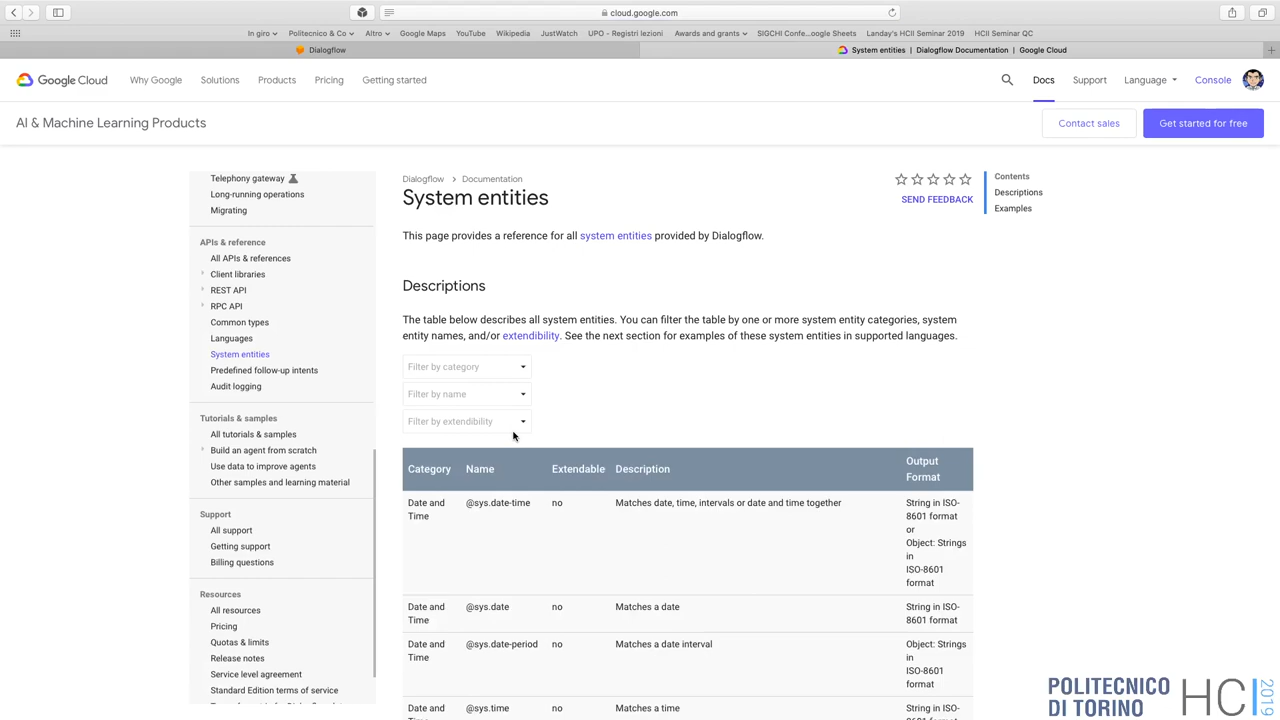 cloud.google.com
In giro
Politecnico & Co
Altro
Google Maps
YouTube
Wikipedia
JustWatch
UPO - Registri lezioni
Awards and grants
SIGCHI Confe...oogle Sheets
Landay's HCII Seminar 2019
HCII Seminar QC
Dialogflow
System entities | Dialogflow Documentation | Google Cloud
Google Cloud
Why Google
Solutions
Products
Pricing
Getting started
Docs
Support
Language
Console
AI & Machine Learning Products
Contact sales
Get started for free
Telephony gateway
Long-running operations
Migrating
APIs & reference
All APIs & references
Client libraries
REST API
RPC API
Common types
Languages
System entities
Predefined follow-up intents
Audit logging
Tutorials & samples
All tutorials & samples
Build an agent from scratch
Use data to improve agents
Other samples and learning material
Support
All support
Getting support
Billing questions
Resources
All resources
Pricing
Quotas & limits
Release notes
Service level agreement
Standard Edition terms of service
Dialogflow > Documentation
System entities
SEND FEEDBACK
This page provides a reference for all system entities provided by Dialogflow.
Descriptions
The table below describes all system entities. You can filter the table by one or more system entity categories, system
entity names, and/or extendibility. See the next section for examples of these system entities in supported languages.
Filter by category
Filter by name
Filter by extendibility
Category
Name
Extendable
Description
Output
Format
Date and
Time
@sys.date-time
no
Matches date, time, intervals or date and time together
String in ISO-
8601 format
or
Object: Strings
in
ISO-8601
format
Date and
Time
@sys.date
no
Matches a date
String in ISO-
8601 format
Date and
Time
@sys.date-period
no
Matches a date interval
Object: Strings
in
ISO-8601
format
Date and
@sys.time
no
Matches a time
String in ISO-
Contents
Descriptions
Examples
POLITECNICO
DI TORINO
HCI
2019